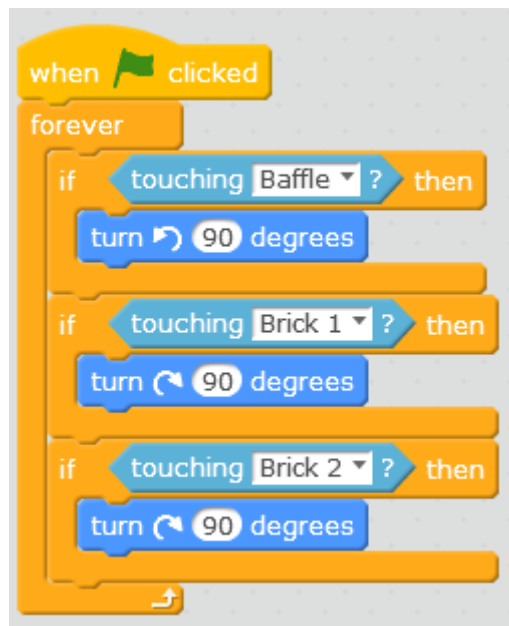 when clicked
forever
if touching Baffle ? then
turn 90 degrees
if touching Brick 1 ? then
turn 90 degrees
if touching Brick 2 ? then
turn 90 degrees